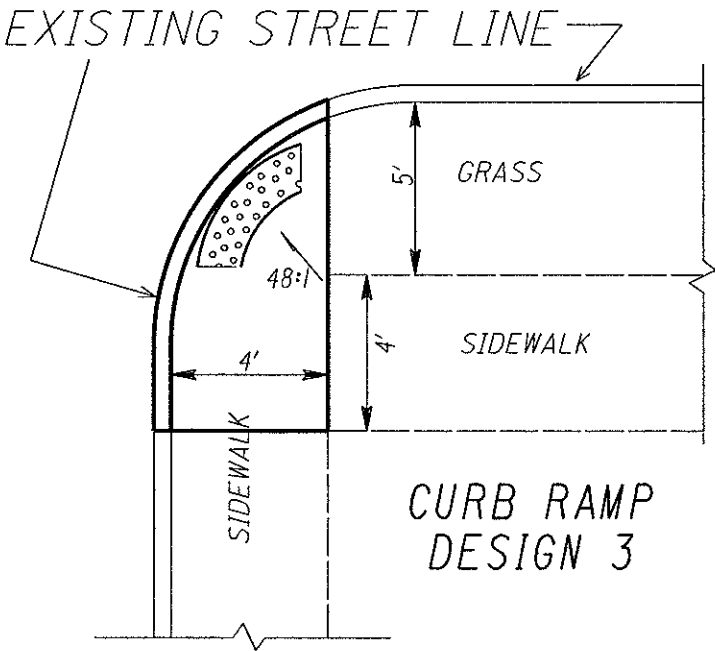 EXISTING STREET LINE
5'
GRASS
48:1
4'
4'
SIDEWALK
SIDEWALK
CURB RAMP
DESIGN 3